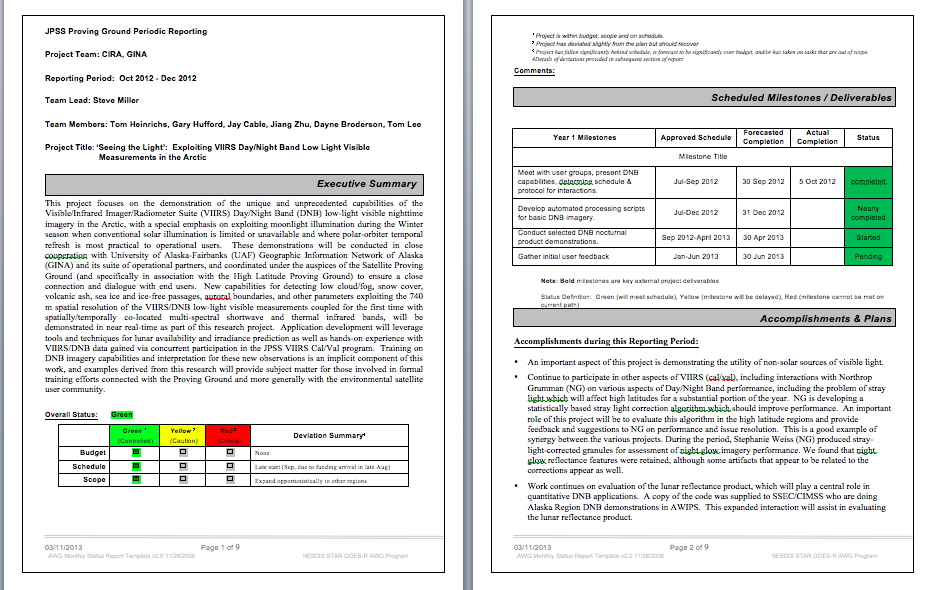 JPSS Proving Ground Periodic Reporting
Project Team: CIRA, GINA
Reporting Period: Oct 2012 - Dec 2012
Team Lead: Steve Miller
Team Members: Tom Heinrichs, Gary Hufford, Jay Cable, Jiang Zhu, Dayne Broderson, Tom Lee
Project Title: 'Seeing the Light': Exploiting VIIRS Day/Night Band Low Light Visible
Measurements in the Arctic
Executive Summary
This project focuses on the demonstration of the unique and unprecedented capabilities of the
Visible/Infrared Imager/Radiometer Suite (VIIRS) Day/Night Band (DNB) low-light visible nighttime
imagery in the Arctic, with a special emphasis on exploiting moonlight illumination during the Winter
season when conventional solar illumination is limited or unavailable and where polar-orbiter temporal
refresh is most practical to operational users. These demonstrations will be conducted in close
cooperation with University of Alaska-Fairbanks (UAF) Geographic Information Network of Alaska
(GINA) and its suite of operational partners, and coordinated under the auspices of the Satellite Proving
Ground (and specifically in association with the High Latitude Proving Ground) to ensure a close
connection and dialogue with end users. New capabilities for detecting low cloud/fog, snow cover,
volcanic ash, sea ice and ice-free passages, auroral boundaries, and other parameters exploiting the 740
m spatial resolution of the VIIRS/DNB low-light visible measurements coupled for the first time with
spatially/temporally co-located multi-spectral shortwave and thermal infrared bands, will be
demonstrated in near real-time as part of this research project. Application development will leverage
tools and techniques for lunar availability and irradiance prediction as well as hands-on experience with
VIIRS/DNB data gained via concurrent participation in the JPSS VIIRS Cal/Val program. Training on
DNB imagery capabilities and interpretation for these new observations is an implicit component of this
work, and examples derived from this research will provide subject matter for those involved in formal
training efforts connected with the Proving Ground and more generally with the environmental satellite
user community.
Overall Status: Green
Green 1 (Controlled) Yellow 2 (Caution) Red 3 (Critical) Deviation Summary4
Budget None
Schedule Late start (Sep, due to funding arrival in late Aug)
Scope Expand opportunistically to other regions
03/11/2013 Page 1 of 9
AWG Monthly Status Report Template v2.0 11/28/2006 NESDIS STAR GOES-R AWG Program
1 Project is within budget, scope and on schedule.
2 Project has deviated slightly from the plan but should recover
3 Project has fallen significantly behind schedule, is forecast to be significantly over budget, and/or has taken on tasks that are out of scope.
4Details of deviations provided in subsequent section of report
Comments:
Scheduled Milestones / Deliverables
Year 1 Milestones Approved Schedule Forecasted Completion Actual Completion Status
Milestone Title
Meet with user groups, present DNB
capabilities, determine schedule & Jul-Sep 2012 30 Sep 2012 5 Oct 2012 completed
protocol for interactions.
Develop automated processing scripts
for basic DNB imagery. Jul-Dec 2012 31 Dec 2012 Nearly completed
Conduct selected DNB nocturnal
product demonstrations. Sep 2012-April 2013 30 Apr 2013 Started
Gather initial user feedback Jan-Jun 2013 30 Jun 2013 Pending
Note: Bold milestones are key external project deliverables
Status Definition: Green (will meet schedule), Yellow (milestone will be delayed), Red (milestone cannot be met on
current path)
Accomplishments & Plans
Accomplishments during this Reporting Period:
• An important aspect of this project is demonstrating the utility of non-solar sources of visible light.
• Continue to participate in other aspects of VIIRS (cal/val), including interactions with Northrop
Grumman (NG) on various aspects of Day/Night Band performance, including the problem of stray
light which will affect high latitudes for a substantial portion of the year. NG is developing a
statistically based stray light correction algorithm which should improve performance. An important
role of this project will be to evaluate this algorithm in the high latitude regions and provide
feedback and suggestions to NG on performance and issue resolution. This is a good example of
synergy between the various projects. During the period, Stephanie Weiss (NG) produced stray-
light-corrected granules for assessment of night glow imagery performance. We found that night
glow reflectance features were retained, although some artifacts that appear to be related to the
corrections appear as well.
• Work continues on evaluation of the lunar reflectance product, which will play a central role in
quantitative DNB applications. A copy of the code was supplied to SSEC/CIMSS who are doing
Alaska Region DNB demonstrations in AWIPS. This expanded interaction will assist in evaluating
the lunar reflectance product.
03/11/2013 Page 2 of 9
AWG Monthly Status Report Template v2.0 11/28/2006 NESDIS STAR GOES-R AWG Program